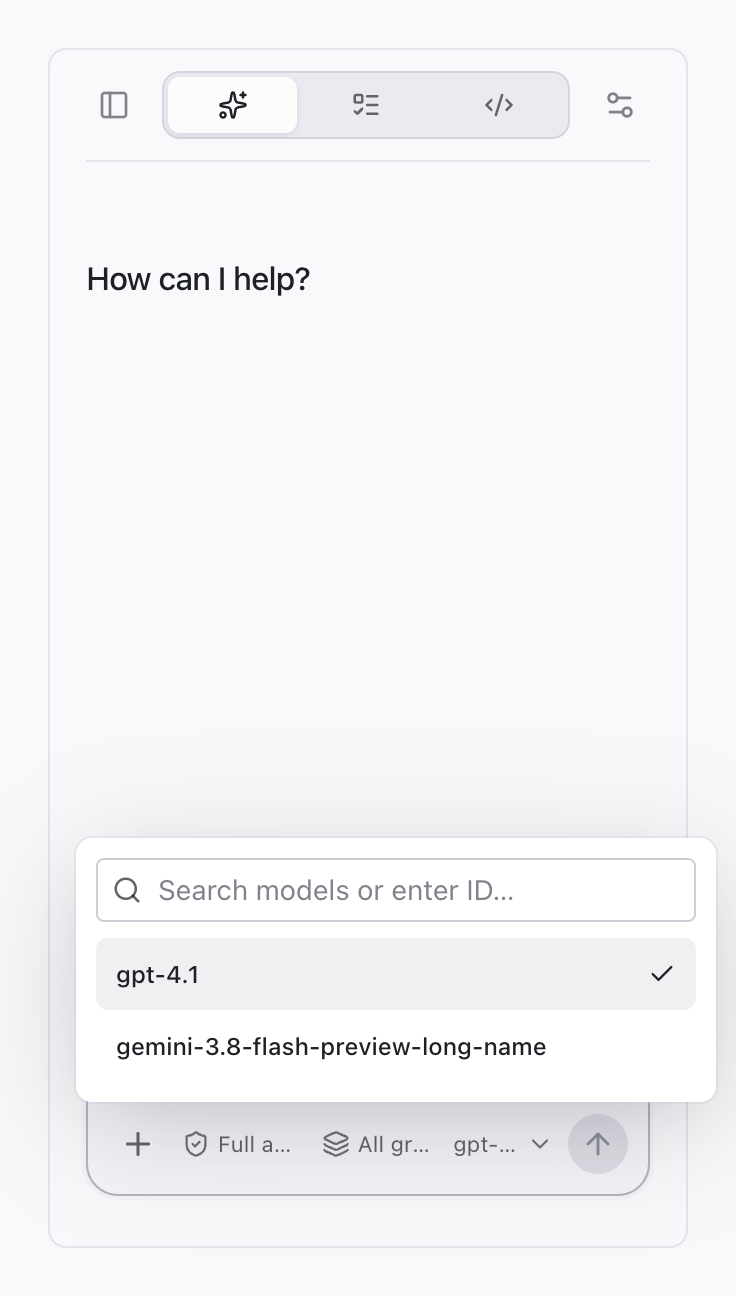 How can I help?
Search models or enter ID...
gpt-4.1
gemini-3.8-flash-preview-long-name
Full a... All gr... gpt-...